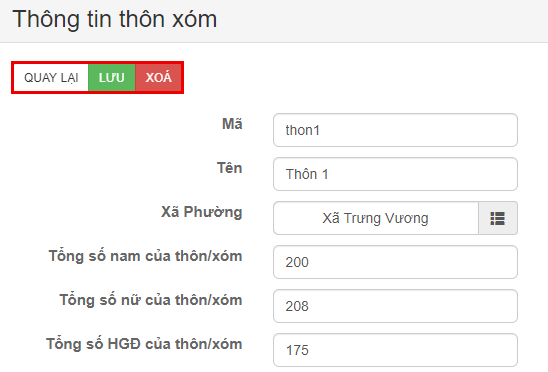 Thông tin thôn xóm
QUAY LẠI LƯU XOÁ
Mã thon1
Tên Thôn 1
Xã Phường Xã Trưng Vương
Tổng số nam của thôn/xóm 200
Tổng số nữ của thôn/xóm 208
Tổng số HGĐ của thôn/xóm 175